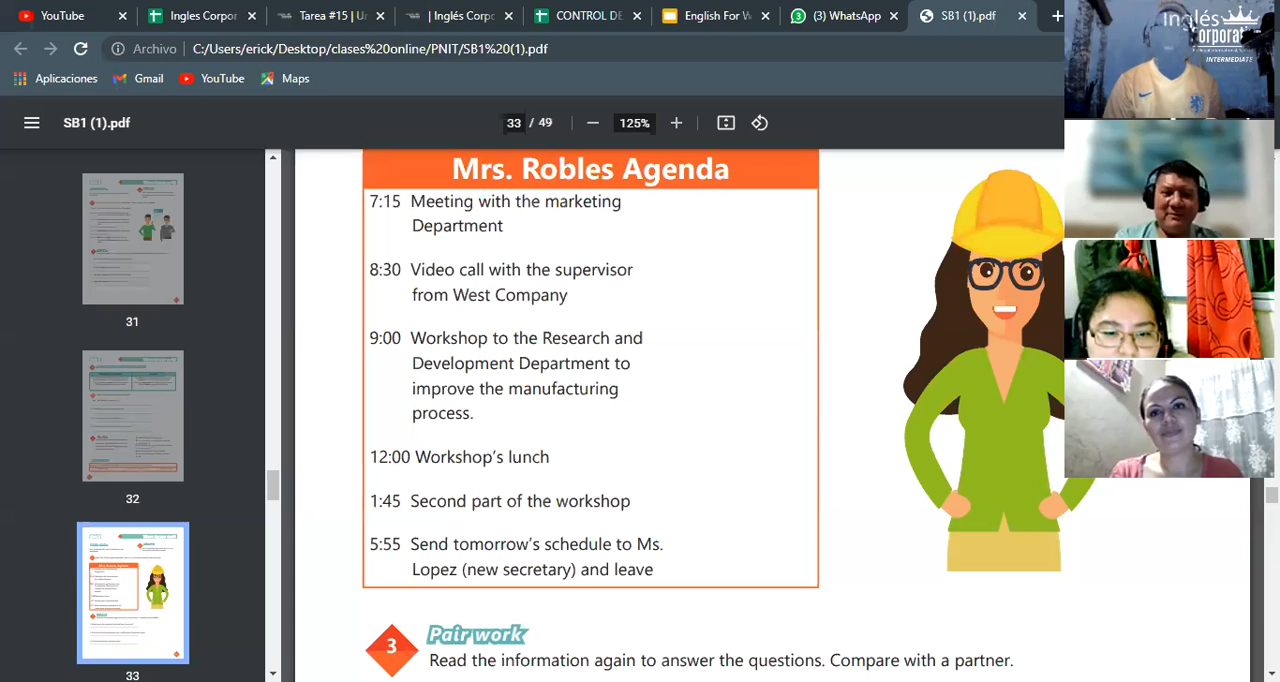 YouTube
Ingles Corpor
Tarea #15 | Ur
| Inglés Corpo
CONTROL DE
English For W
(3) WhatsApp
SB1 (1).pdf
Archivo
C:/Users/erick/Desktop/clases%20online/PNIT/SB1%20(1).pdf
Aplicaciones
Gmail
YouTube
Maps
SB1 (1).pdf
33 / 49
125%
31
32
33
Mrs. Robles Agenda
7:15 Meeting with the marketing
Department
8:30 Video call with the supervisor
from West Company
9:00 Workshop to the Research and
Development Department to
improve the manufacturing
process.
12:00 Workshop's lunch
1:45 Second part of the workshop
5:55 Send tomorrow's schedule to Ms.
Lopez (new secretary) and leave
3
Pair work
Read the information again to answer the questions. Compare with a partner.
Inglés
Corporat
INTERMEDIATE